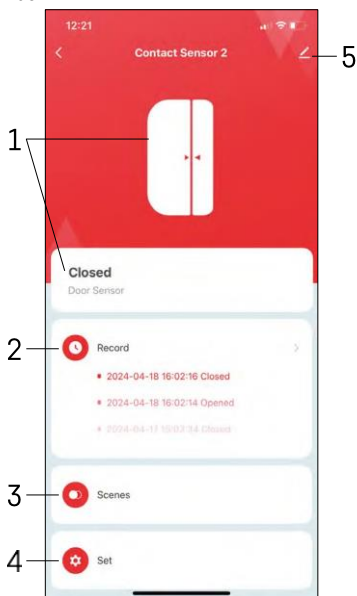 12:21
Contact Sensor 2
5
1
Closed
Door Sensor
2
Record
2024-04-18 16:02:16 Closed
2024-04-18 16:02:14 Opened
3
Scenes
4
Set